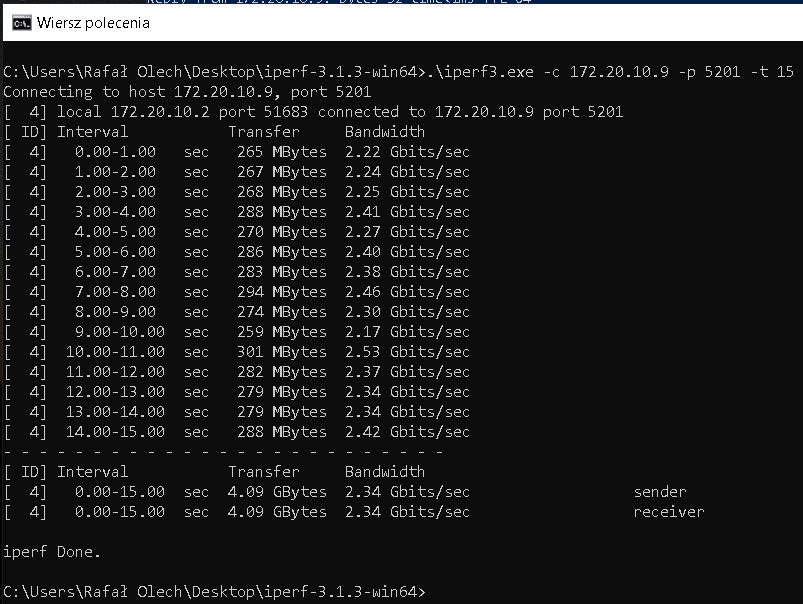 Reply from 172.20.10.9: bytes=32 time<1ms TTL=64
Wiersz polecenia
C:\Users\Rafał Olech\Desktop\iperf-3.1.3-win64>.\iperf3.exe -c 172.20.10.9 -p 5201 -t 15
Connecting to host 172.20.10.9, port 5201
[  4] local 172.20.10.2 port 51683 connected to 172.20.10.9 port 5201
[ ID] Interval           Transfer     Bandwidth
[  4]   0.00-1.00   sec   265 MBytes  2.22 Gbits/sec
[  4]   1.00-2.00   sec   267 MBytes  2.24 Gbits/sec
[  4]   2.00-3.00   sec   268 MBytes  2.25 Gbits/sec
[  4]   3.00-4.00   sec   288 MBytes  2.41 Gbits/sec
[  4]   4.00-5.00   sec   270 MBytes  2.27 Gbits/sec
[  4]   5.00-6.00   sec   286 MBytes  2.40 Gbits/sec
[  4]   6.00-7.00   sec   283 MBytes  2.38 Gbits/sec
[  4]   7.00-8.00   sec   294 MBytes  2.46 Gbits/sec
[  4]   8.00-9.00   sec   274 MBytes  2.30 Gbits/sec
[  4]   9.00-10.00  sec   259 MBytes  2.17 Gbits/sec
[  4]  10.00-11.00  sec   301 MBytes  2.53 Gbits/sec
[  4]  11.00-12.00  sec   282 MBytes  2.37 Gbits/sec
[  4]  12.00-13.00  sec   279 MBytes  2.34 Gbits/sec
[  4]  13.00-14.00  sec   279 MBytes  2.34 Gbits/sec
[  4]  14.00-15.00  sec   288 MBytes  2.42 Gbits/sec
- - - - - - - - - - - - - - - - - - - - - - - - -
[ ID] Interval           Transfer     Bandwidth
[  4]   0.00-15.00  sec  4.09 GBytes  2.34 Gbits/sec                  sender
[  4]   0.00-15.00  sec  4.09 GBytes  2.34 Gbits/sec                  receiver
iperf Done.
C:\Users\Rafał Olech\Desktop\iperf-3.1.3-win64>